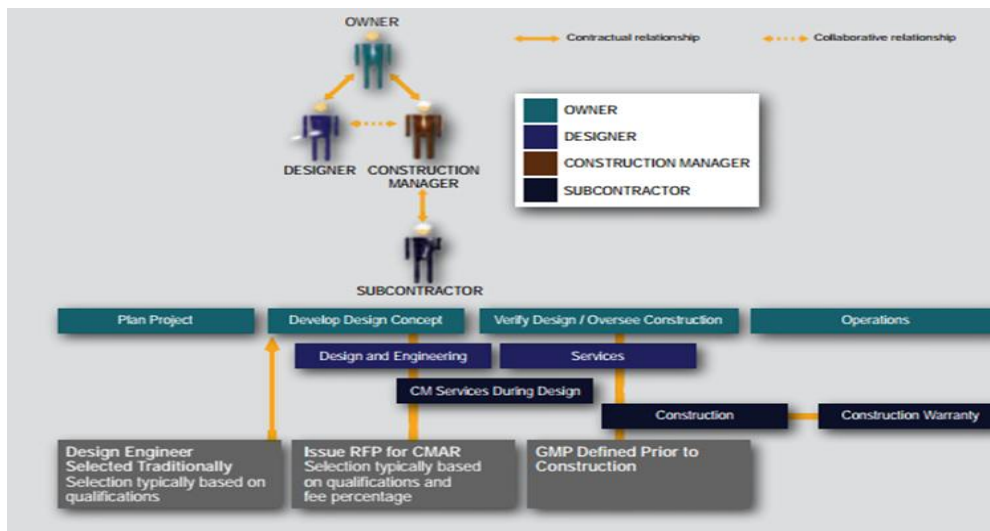 OWNER
Contractual relationship
Collaborative relationship
OWNER
DESIGNER
CONSTRUCTION MANAGER
SUBCONTRACTOR
DESIGNER
CONSTRUCTION
MANAGER
SUBCONTRACTOR
Plan Project
Develop Design Concept
Verify Design / Oversee Construction
Operations
Design and Engineering
Services
CM Services During Design
Construction
Construction Warranty
Design Engineer
Selected Traditionally
Selection typically based on
qualifications
Issue RFP for CMAR
Selection typically based
on qualifications and
fee percentage
GMP Defined Prior to
Construction